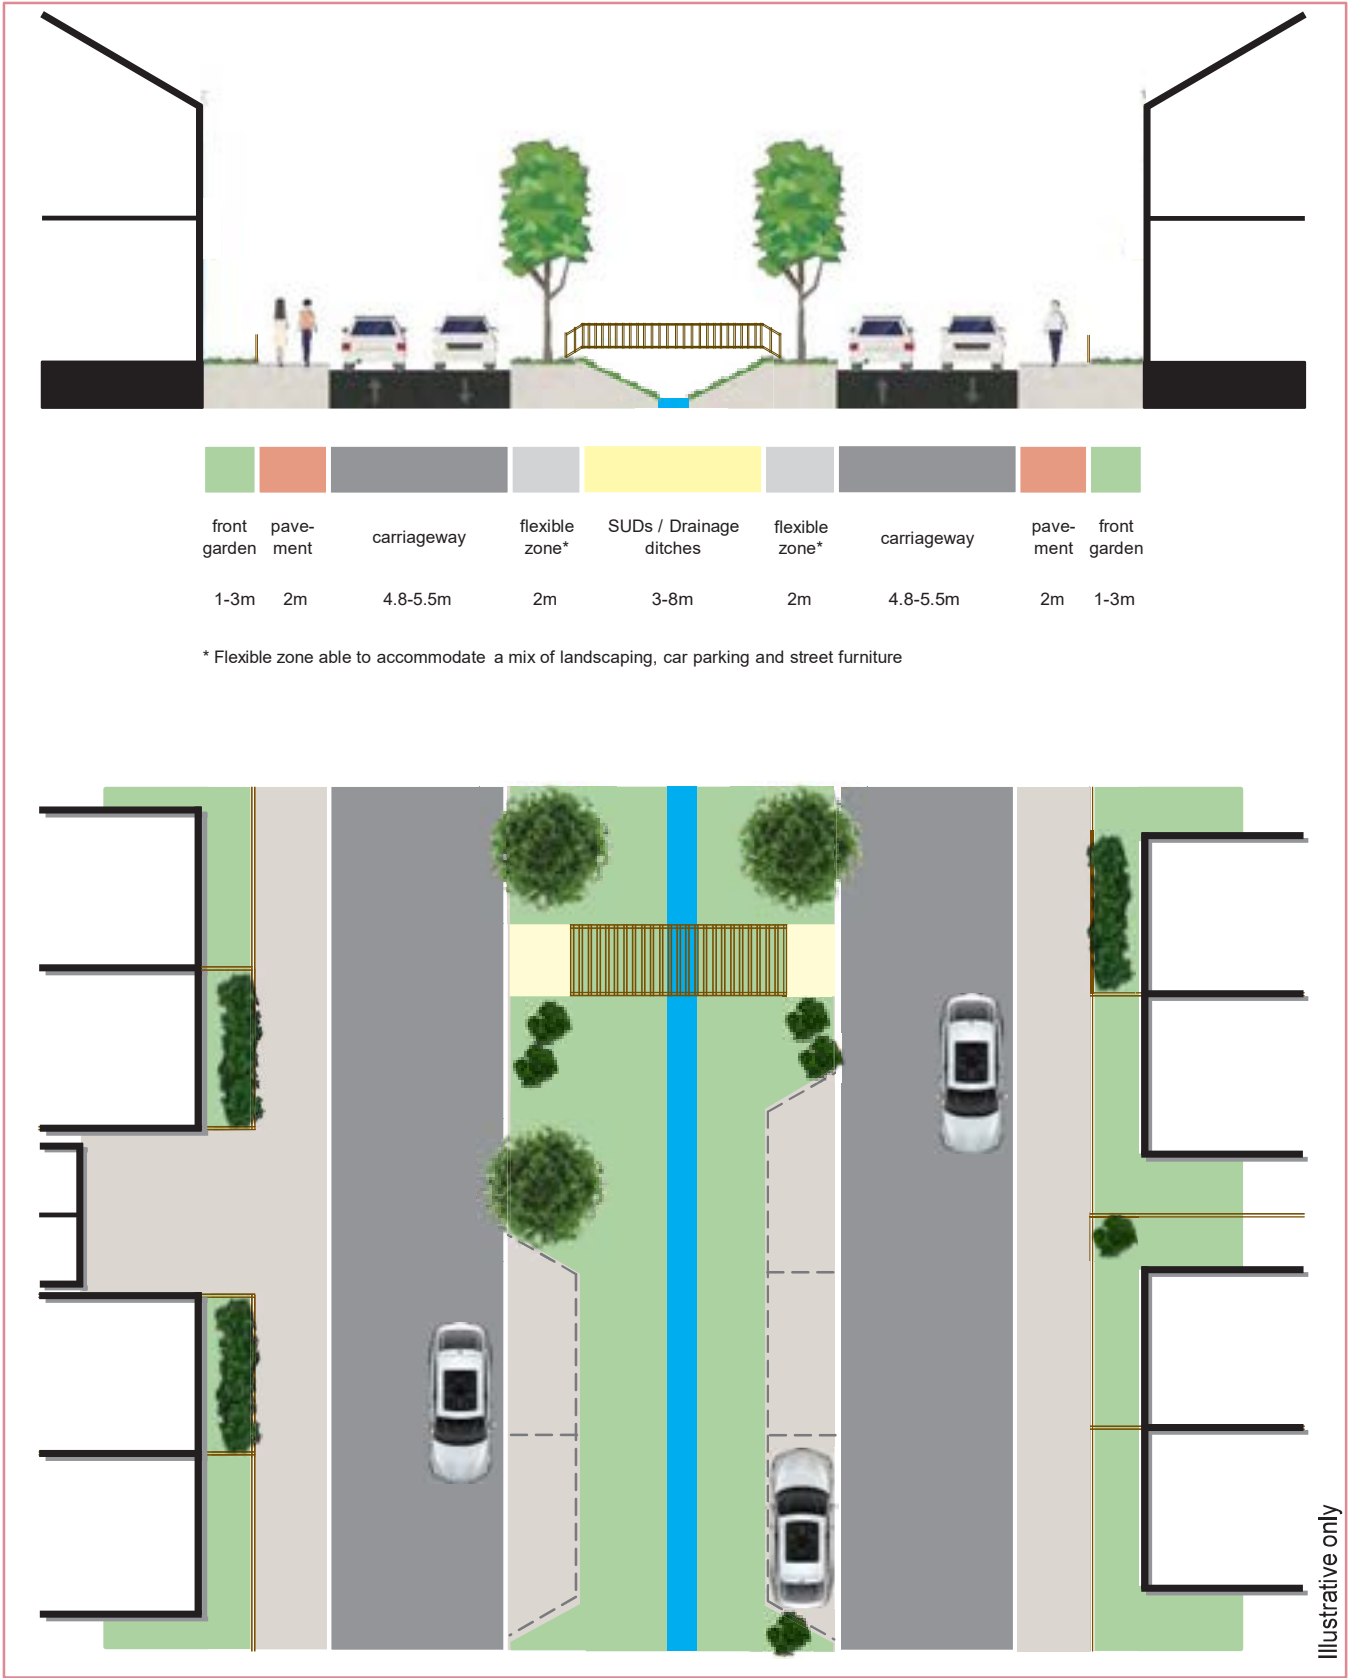 front pave- carriageway flexible SUDs / Drainage flexible carriageway pave- front
garden ment zone* ditches zone* ment garden
1-3m 2m 4.8-5.5m 2m 3-8m 2m 4.8-5.5m 2m 1-3m
* Flexible zone able to accommodate a mix of landscaping, car parking and street furniture
Illustrative only